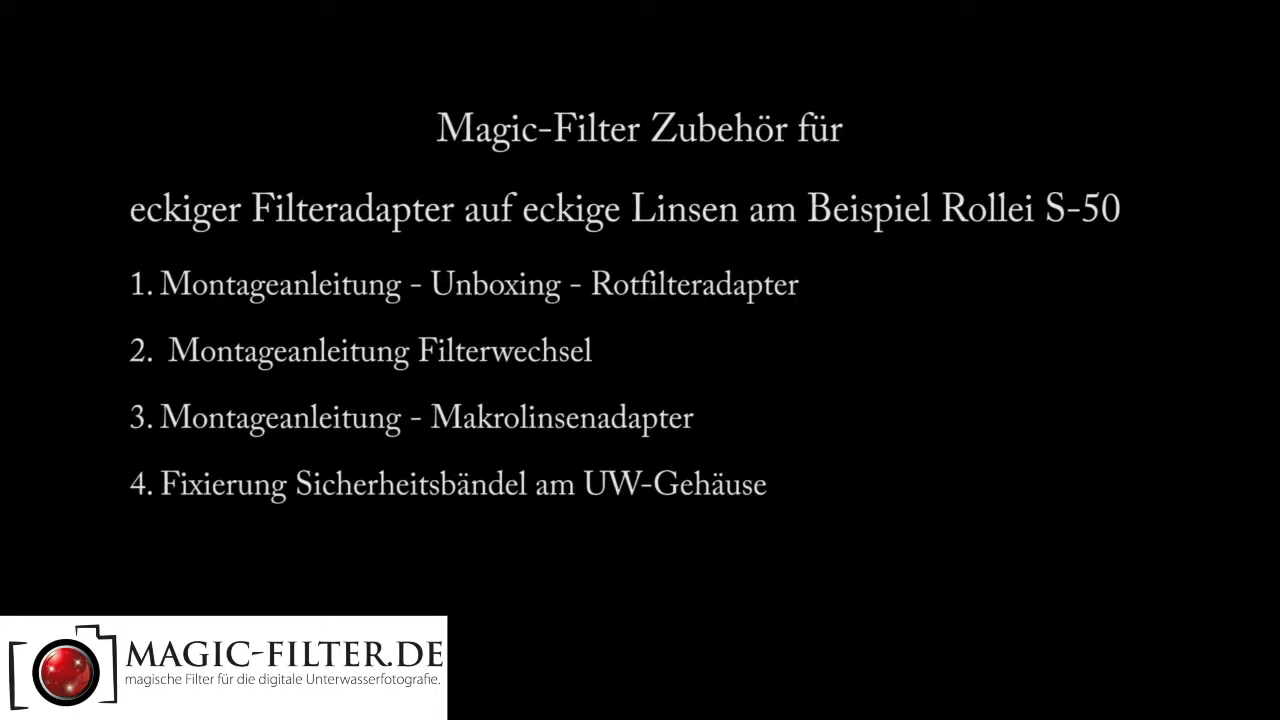 Magic-Filter Zubehör für
eckiger Filteradapter auf eckige Linsen am Beispiel Rollei S-50
1. Montageanleitung - Unboxing - Rotfilteradapter
2. Montageanleitung Filterwechsel
3. Montageanleitung - Makrolinsenadapter
4. Fixierung Sicherheitsbändel am UW-Gehäuse
MAGIC-FILTER.DE
magische Filter für die digitale Unterwasserfotografie.